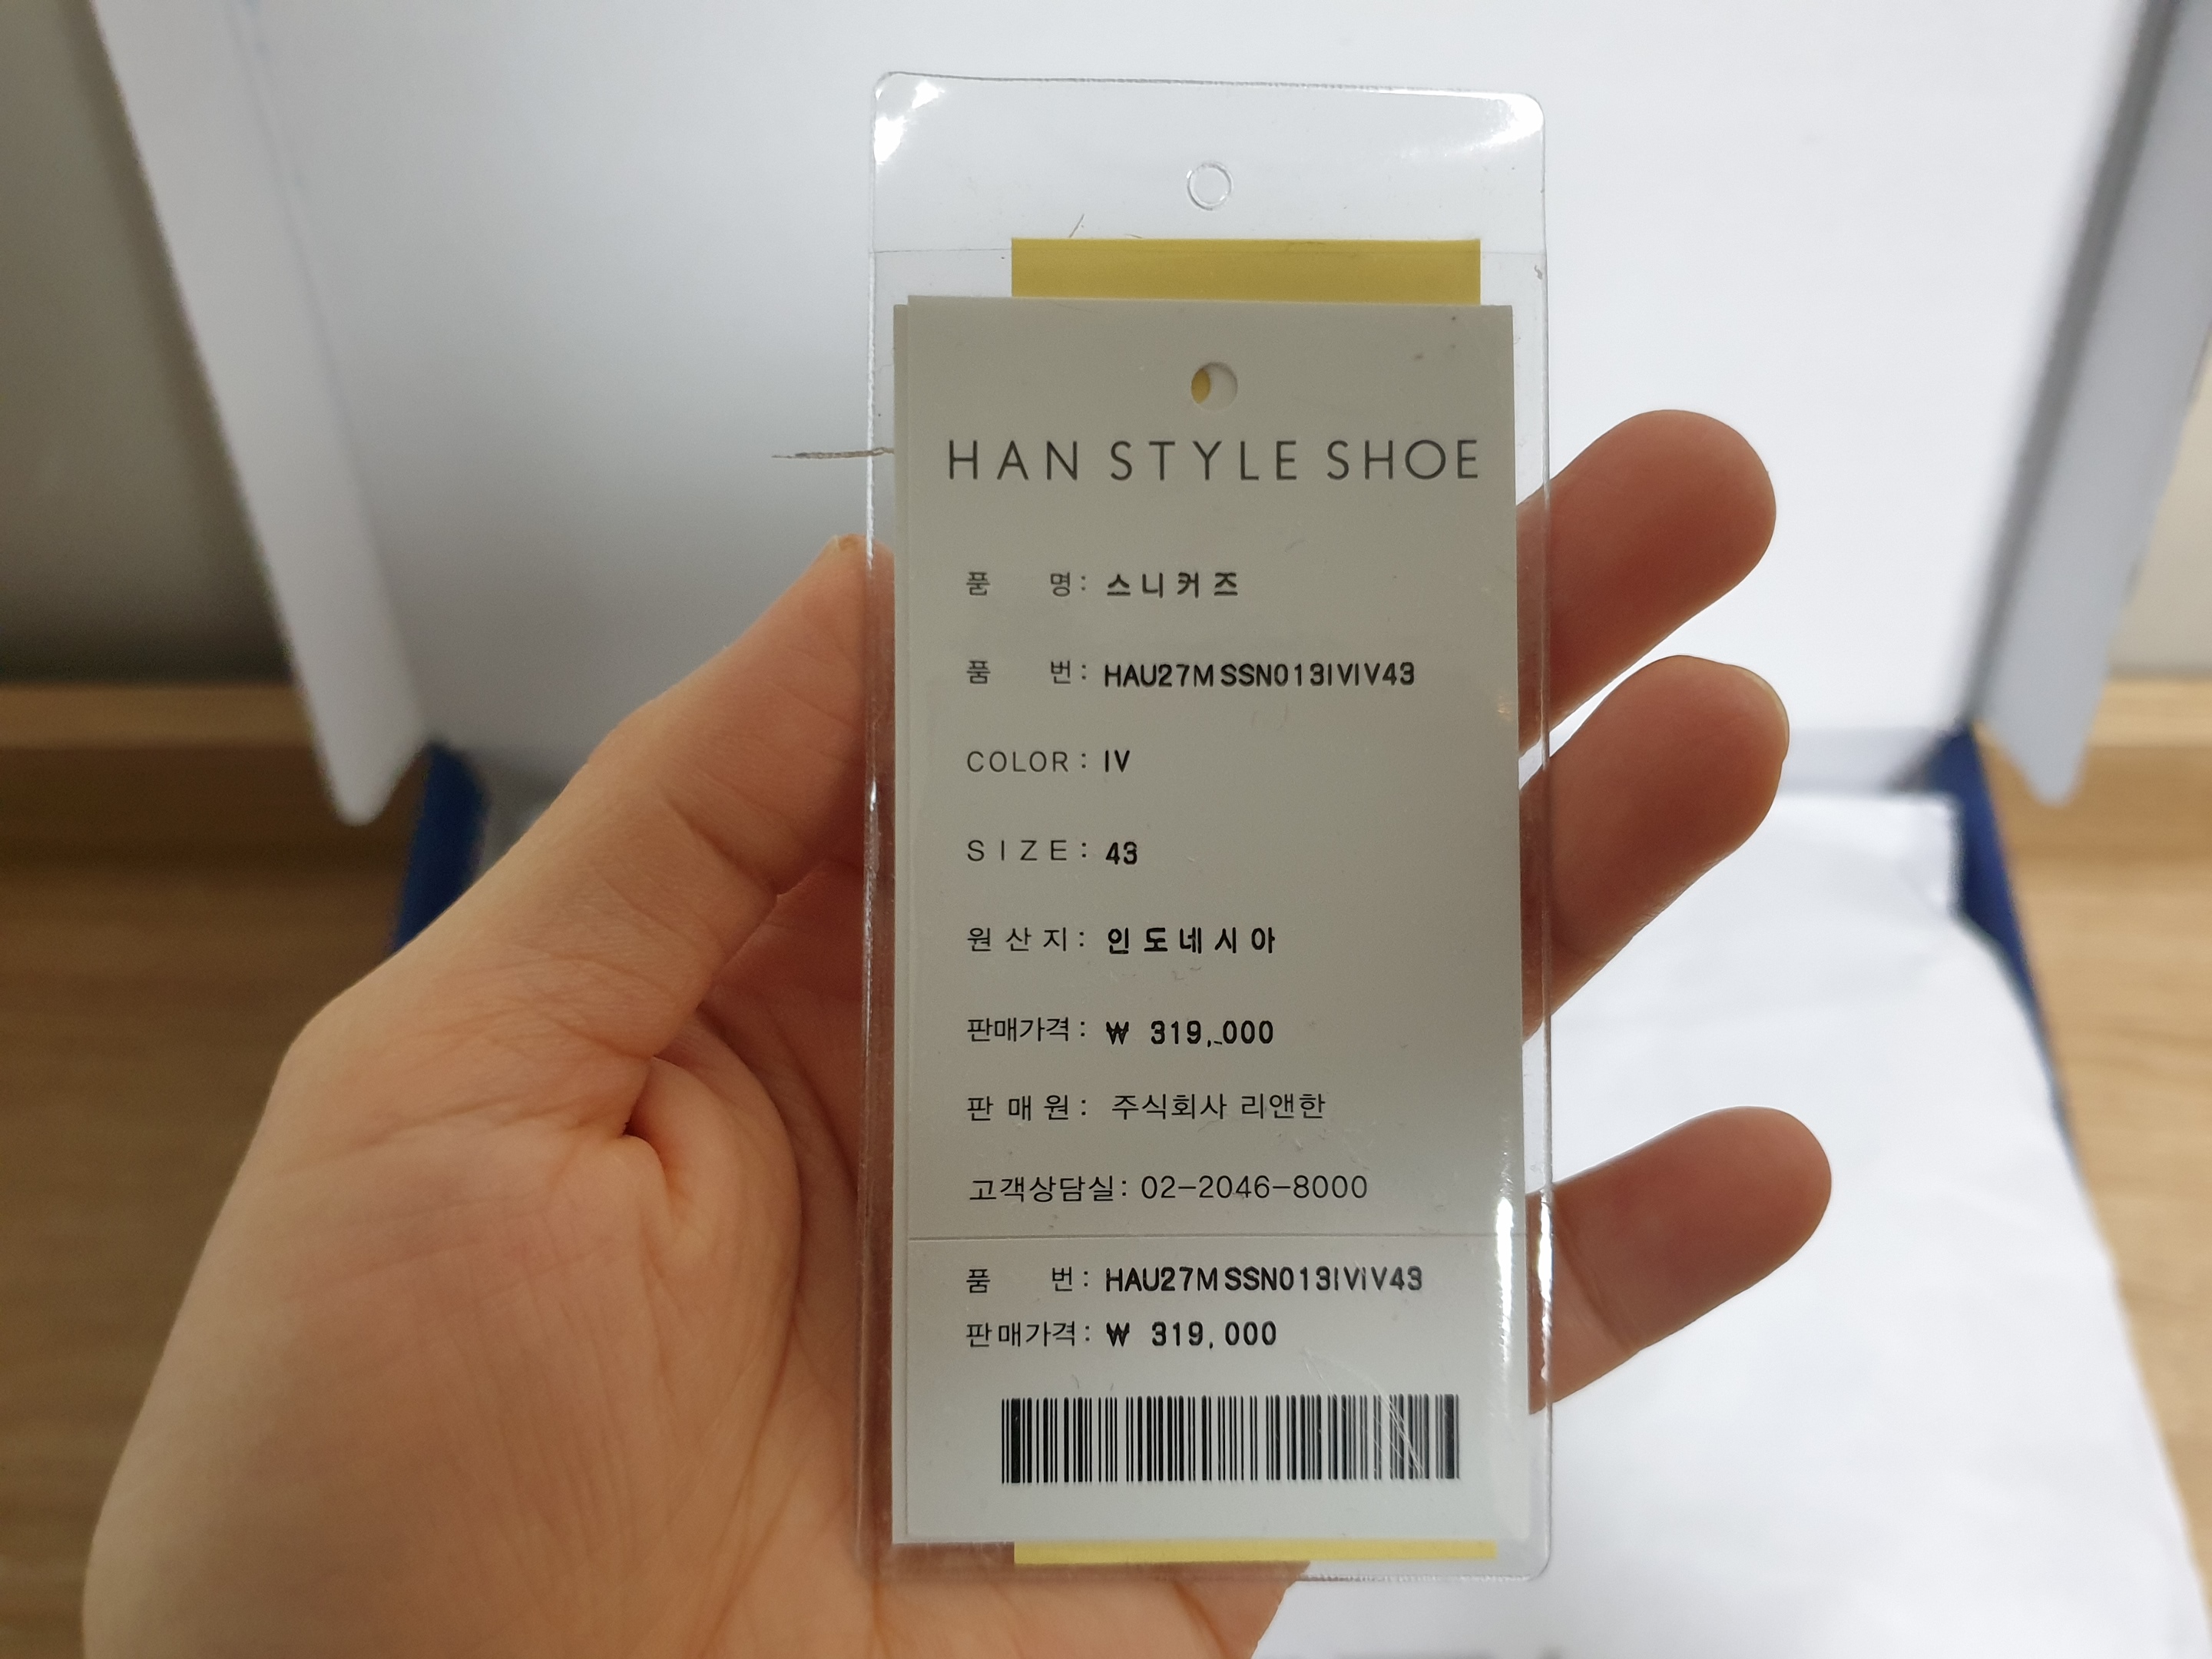 HAN STYLE SHOE
품 명: 스니커즈
품 번: HAU27MSSN013IVIV43
COLOR: IV
SIZE: 43
원산지: 인도네시아
판매가격: ₩ 319,000
판매원: 주식회사 리앤한
고객상담실: 02-2046-8000
품 번: HAU27MSSN013IVIV43
판매가격: ₩ 319,000